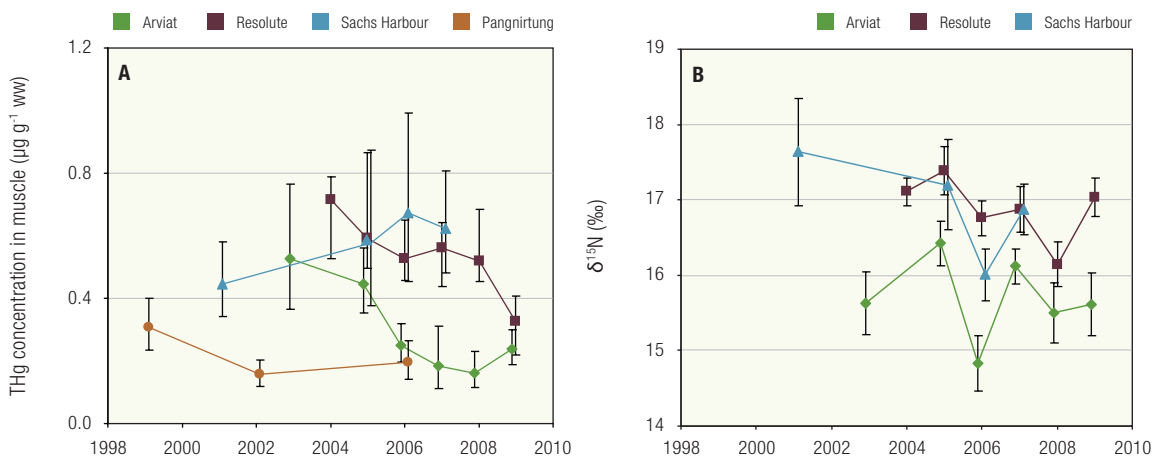 Arviat Resolute Sachs Harbour Pangnirtung
A
THg concentration in muscle (µg g⁻¹ ww)
1.2
0.8
0.4
0.0
1998 2000 2002 2004 2006 2008 2010
Arviat Resolute Sachs Harbour
B
δ¹⁵N (‰)
19
18
17
16
15
14
1998 2000 2002 2004 2006 2008 2010